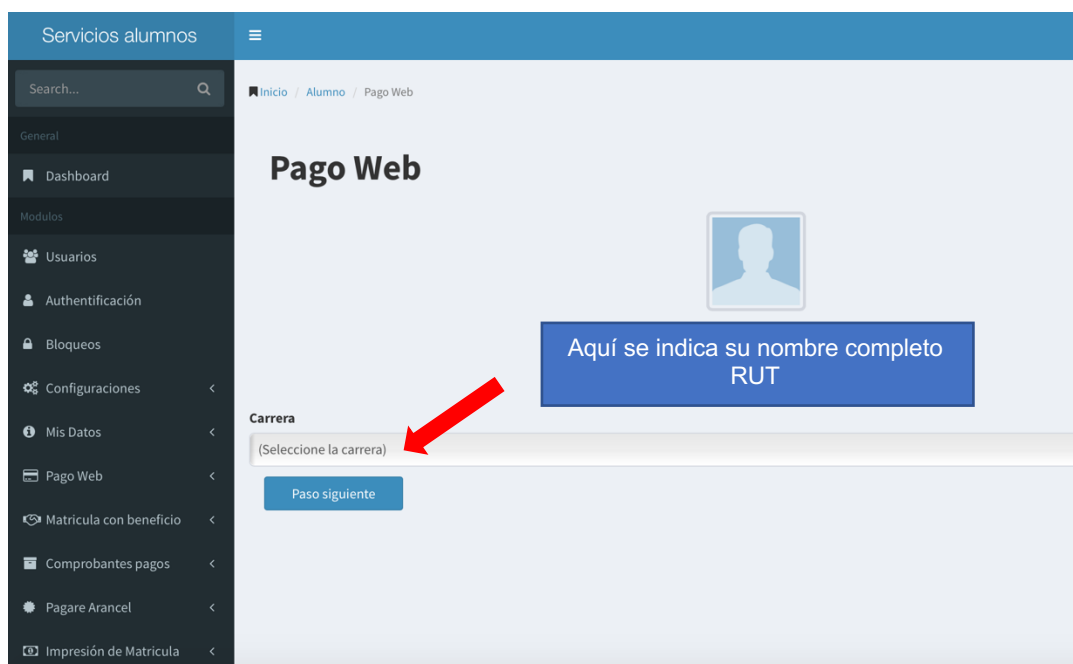 Servicios alumnos
Search...
General
Dashboard
Modulos
Usuarios
Authentificación
Bloqueos
Configuraciones
Mis Datos
Pago Web
Matricula con beneficio
Comprobantes pagos
Pagare Arancel
Impresión de Matricula
Inicio / Alumno / Pago Web
Pago Web
Aquí se indica su nombre completo
RUT
Carrera
(Seleccione la carrera)
Paso siguiente